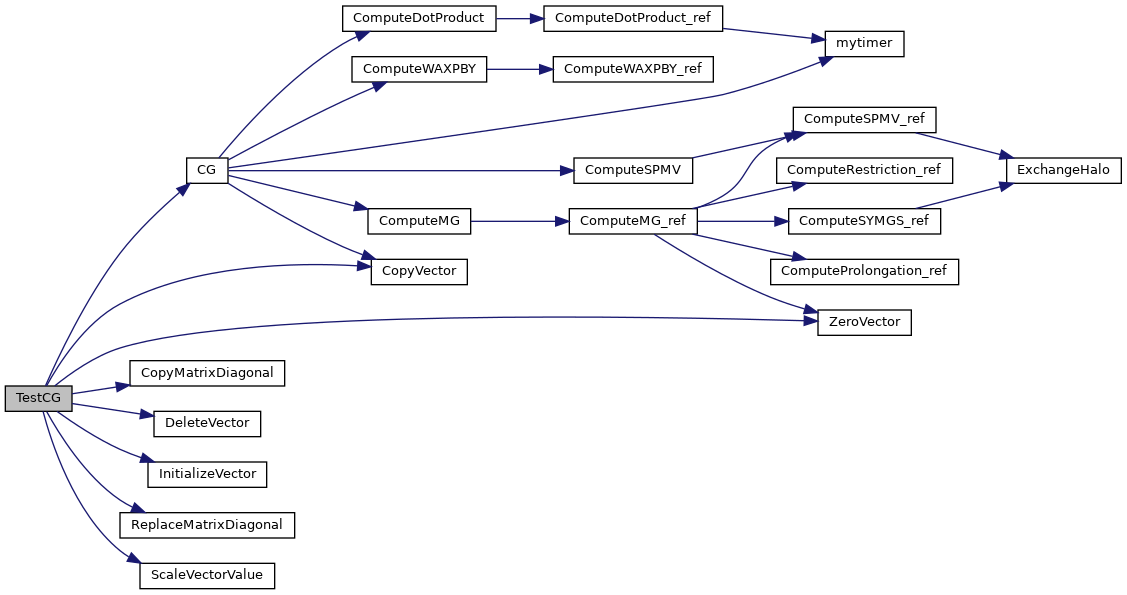 ComputeDotProduct
ComputeDotProduct_ref
mytimer
ComputeWAXPBY
ComputeWAXPBY_ref
ComputeSPMV_ref
CG
ComputeSPMV
ComputeRestriction_ref
ExchangeHalo
ComputeMG
ComputeMG_ref
ComputeSYMGS_ref
CopyVector
ComputeProlongation_ref
ZeroVector
CopyMatrixDiagonal
TestCG
DeleteVector
InitializeVector
ReplaceMatrixDiagonal
ScaleVectorValue